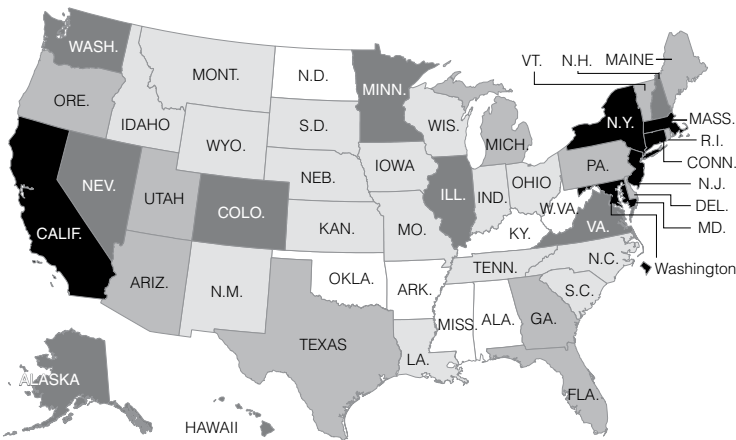 WASH.
VT.
N.H.
MAINE
MONT.
N.D.
MINN.
ORE.
IDAHO
S.D.
WIS.
N.Y.
MASS.
MICH.
R.I.
WYO.
IOWA
PA.
CONN.
NEB.
OHIO
N.J.
NEV.
UTAH
ILL.
IND.
DEL.
COLO.
W.VA.
CALIF.
KAN.
MO.
KY.
VA.
MD.
N.C.
TENN.
Washington
ARIZ.
OKLA.
N.M.
ARK.
S.C.
MISS.
ALA.
GA.
TEXAS
LA.
ALASKA
FLA.
HAWAII